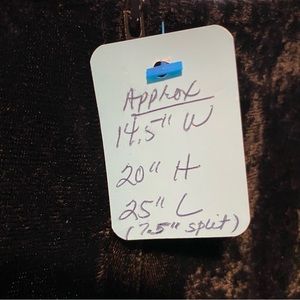 Approx
14.5" W
20" H
25" L
(7.5" split)